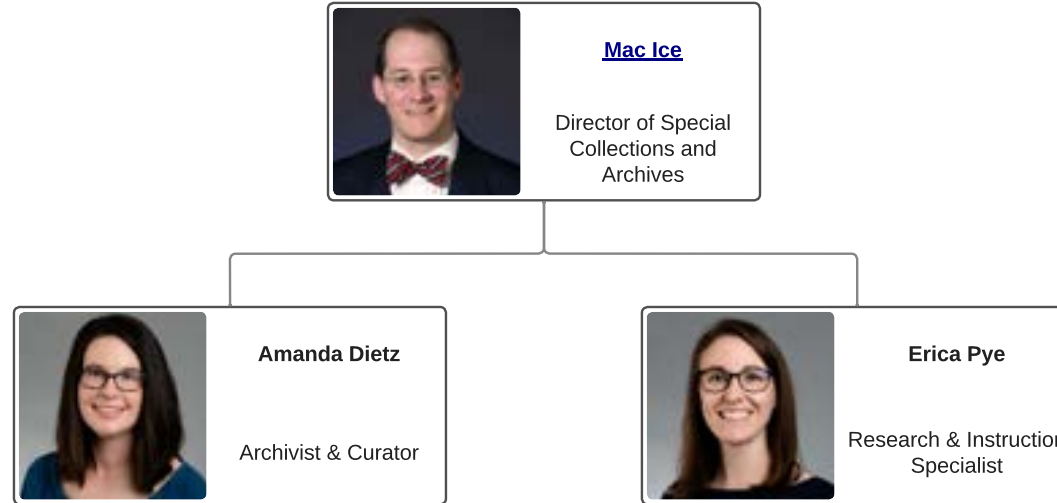 Mac Ice
Director of Special
Collections and
Archives
Amanda Dietz
Archivist & Curator
Erica Pye
Research & Instruction
Specialist